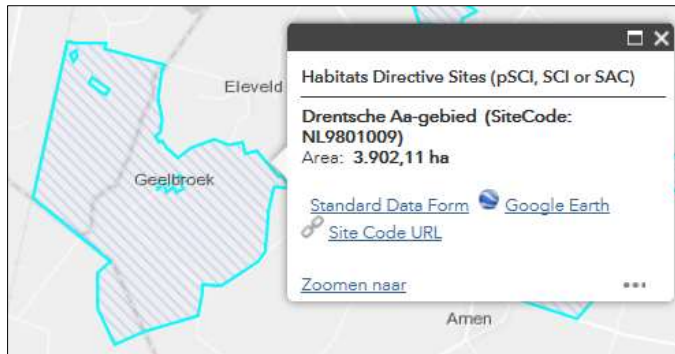 Eleveld
Geelbroek
Habitats Directive Sites (pSCI, SCI or SAC)
Drentsche Aa-gebied (SiteCode:
NL9801009)
Area: 3.902,11 ha
Standard Data Form Google Earth
Site Code URL
Zoomen naar
Amen